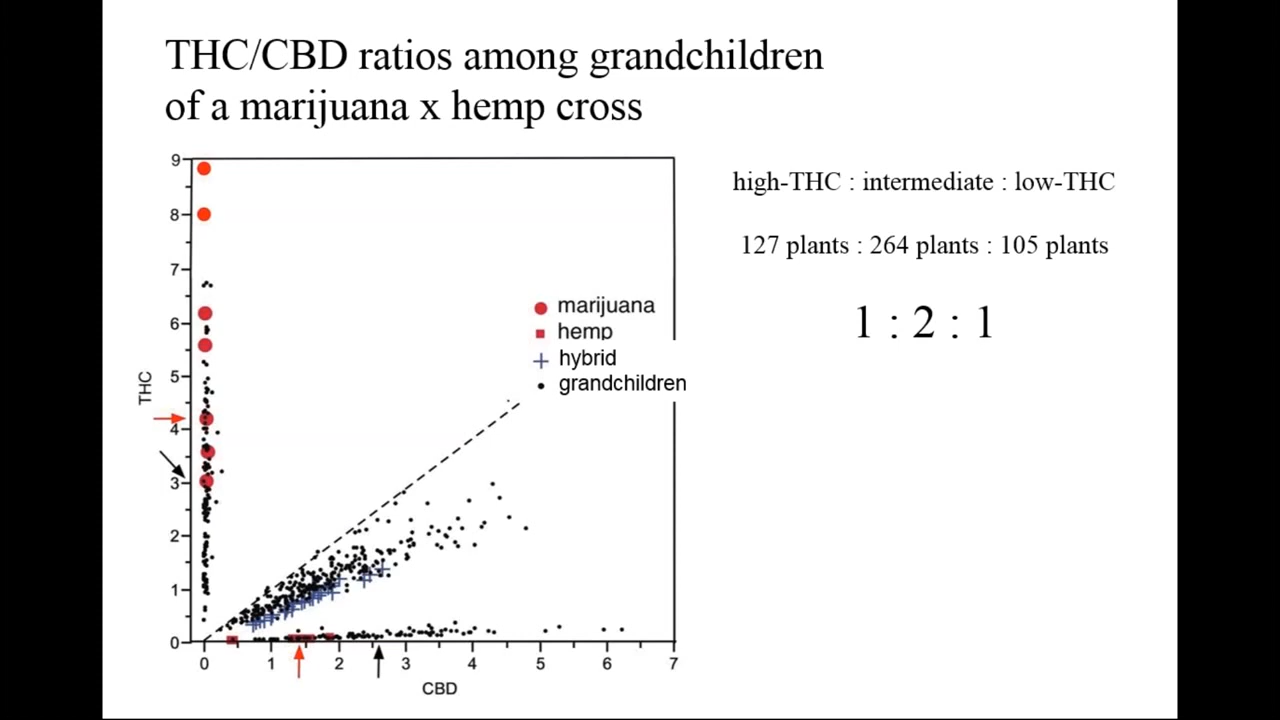 THC/CBD ratios among grandchildren
of a marijuana x hemp cross
high-THC : intermediate : low-THC
127 plants : 264 plants : 105 plants
1 : 2 : 1
9
8
7
6
5
4
3
2
1
0
THC
marijuana
hemp
hybrid
grandchildren
0 1 2 3 4 5 6 7
CBD